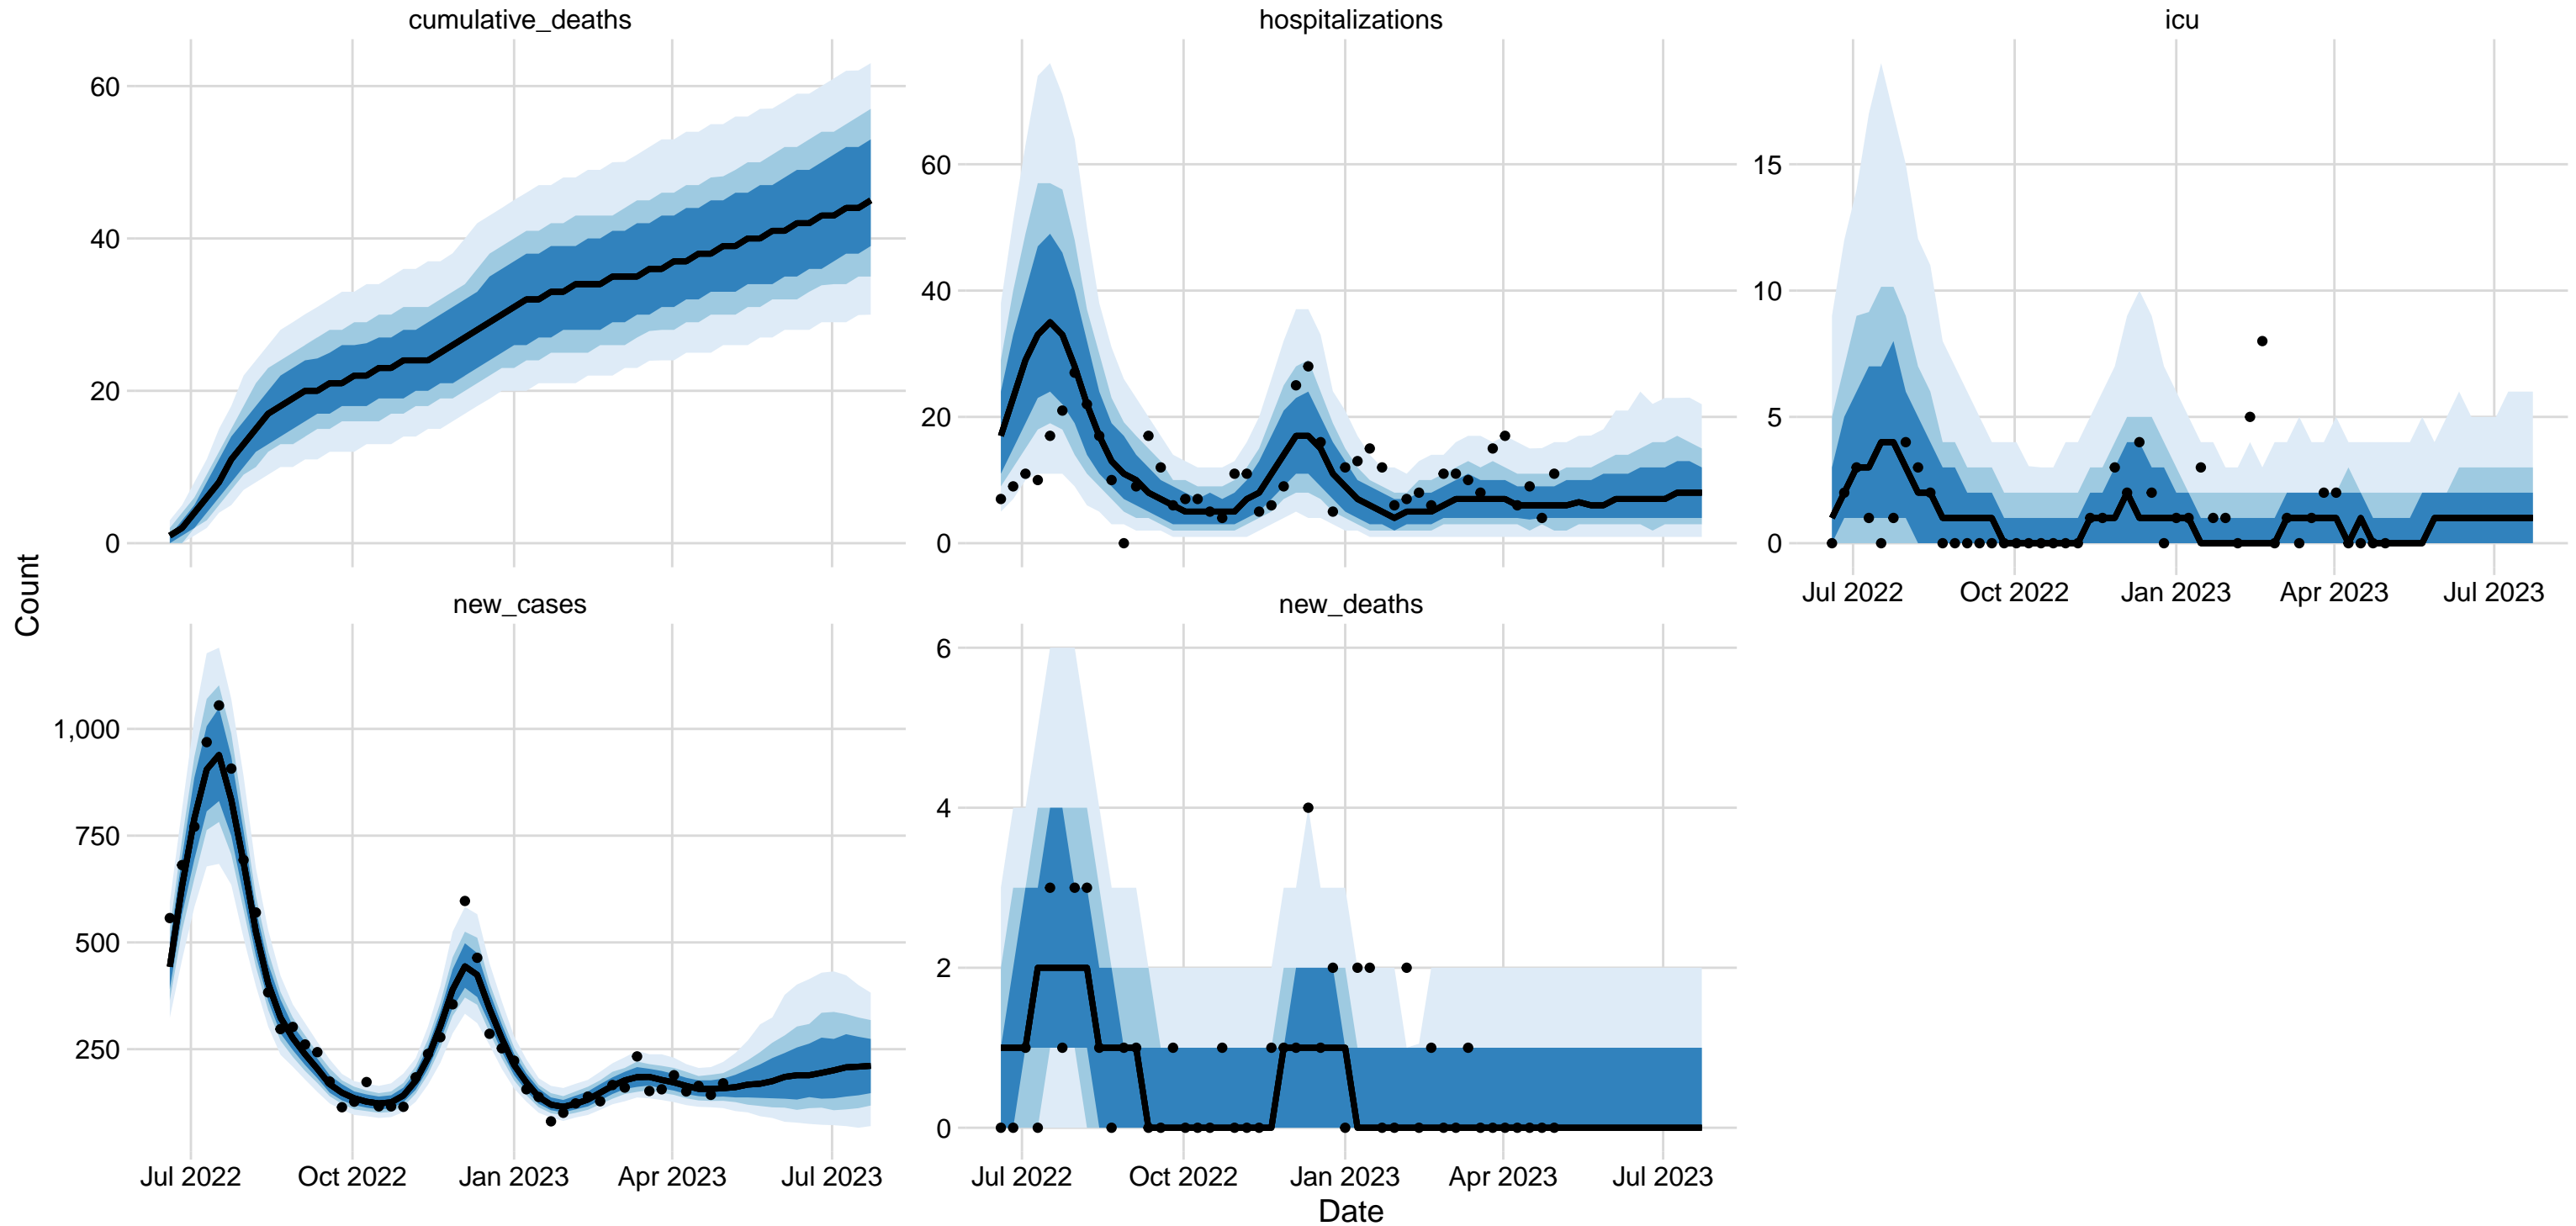 cumulative_deaths
hospitalizations
icu
60
40
20
0
60
40
20
0
15
10
5
0
Jul 2022 Oct 2022 Jan 2023 Apr 2023 Jul 2023
Count
new_cases
new_deaths
1,000
750
500
250
6
4
2
0
Jul 2022 Oct 2022 Jan 2023 Apr 2023 Jul 2023
Jul 2022 Oct 2022 Jan 2023 Apr 2023 Jul 2023
Date